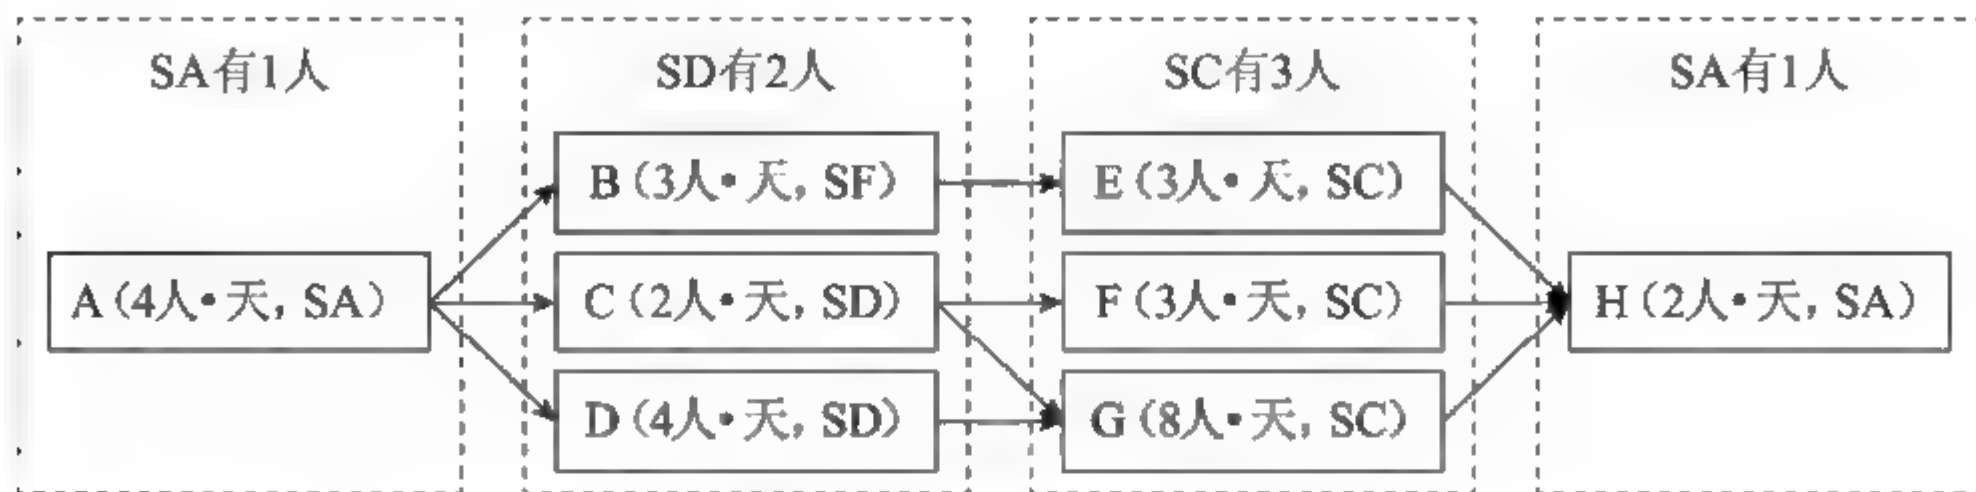 SA有1人
SD有2人
SC有3人
SA有1人
B(3人•天, SF)
E(3人•天, SC)
A(4人•天, SA)
C(2人•天, SD)
F(3人•天, SC)
H(2人•天, SA)
D(4人•天, SD)
G(8人•天, SC)